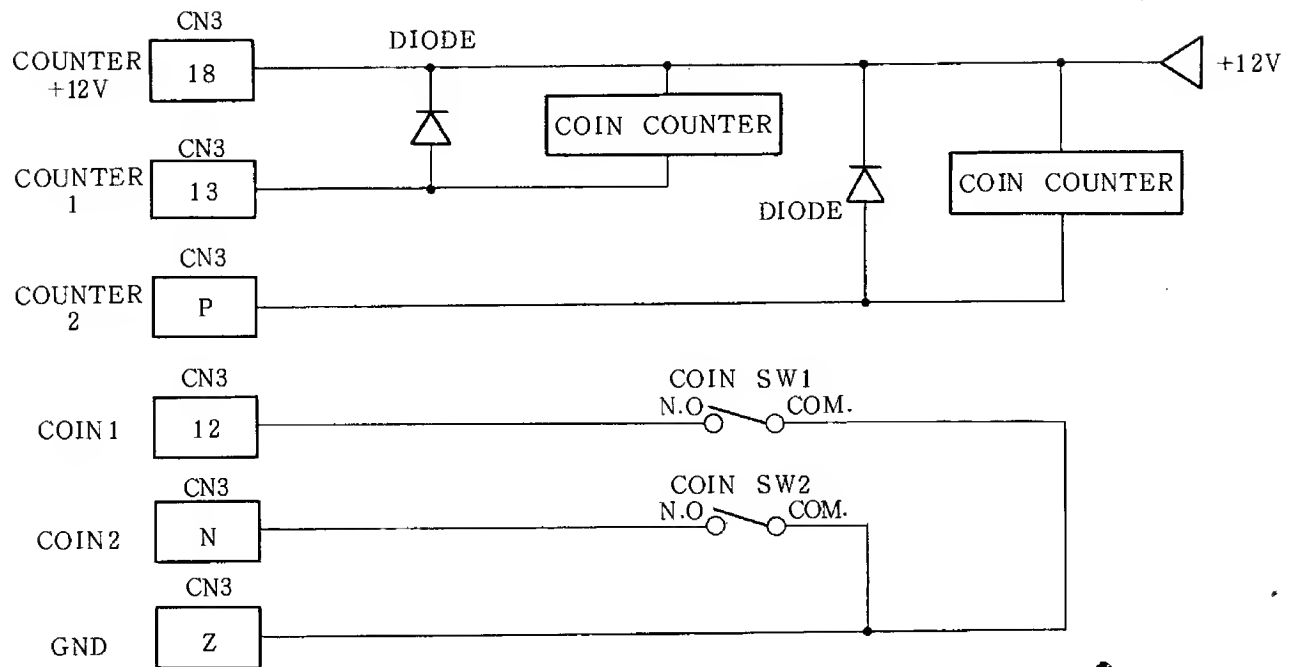 CN3
DIODE
COUNTER
+12V
18
+12V
COIN COUNTER
CN3
COUNTER
1
13
COIN COUNTER
DIODE
CN3
COUNTER
2
P
CN3
COIN SW1
N.O
COM.
COIN1
12
CN3
COIN SW2
N.O
COM.
COIN2
N
CN3
GND
Z